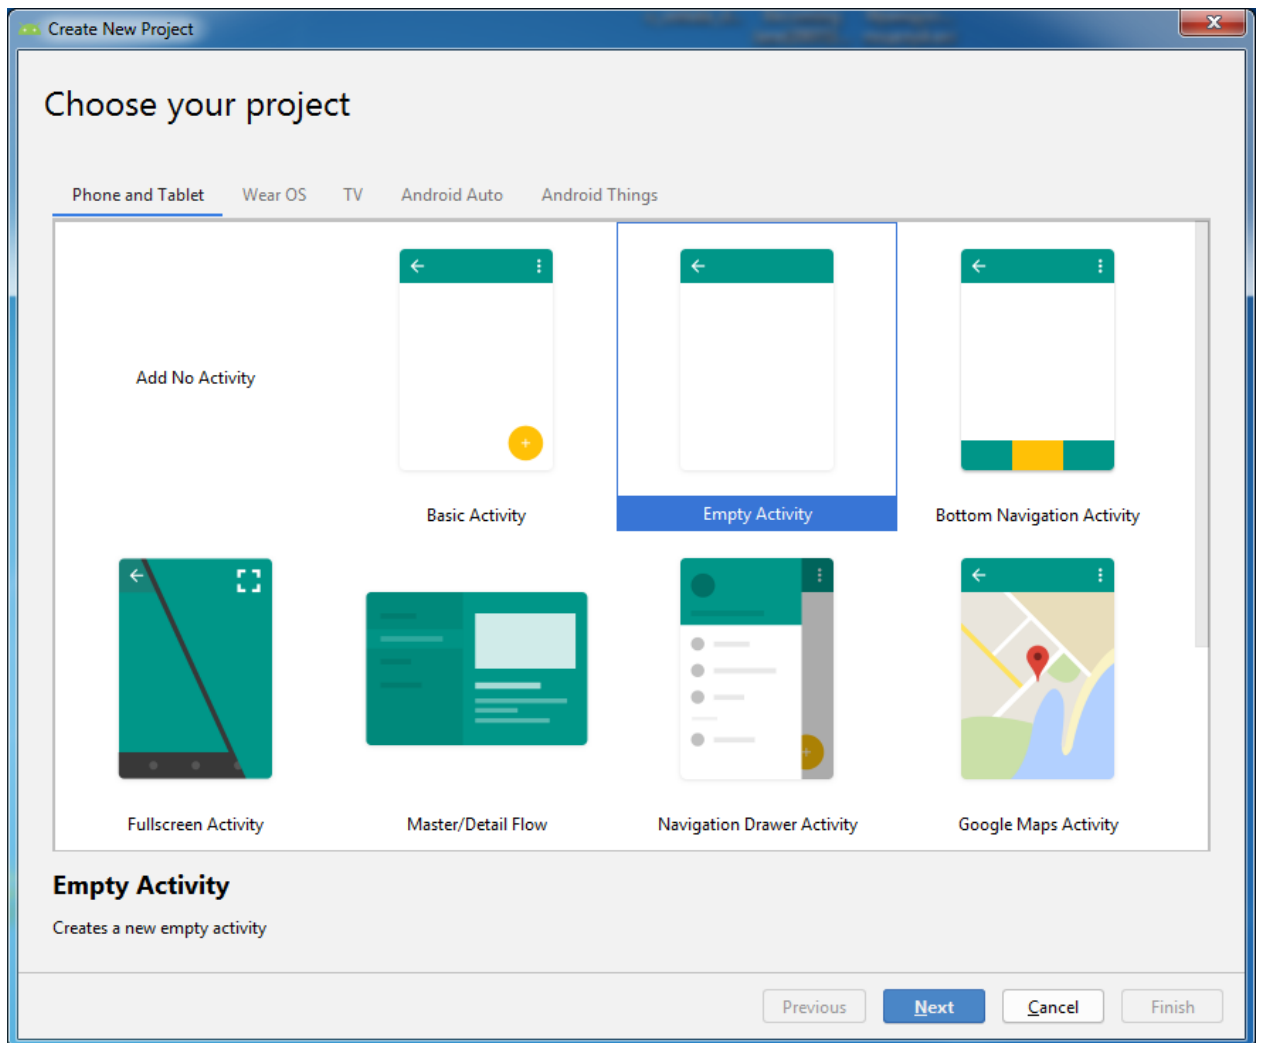 Create New Project
Choose your project
Phone and Tablet
Wear OS
TV
Android Auto
Android Things
Add No Activity
Basic Activity
Empty Activity
Bottom Navigation Activity
Fullscreen Activity
Master/Detail Flow
Navigation Drawer Activity
Google Maps Activity
Empty Activity
Creates a new empty activity
Previous
Next
Cancel
Finish